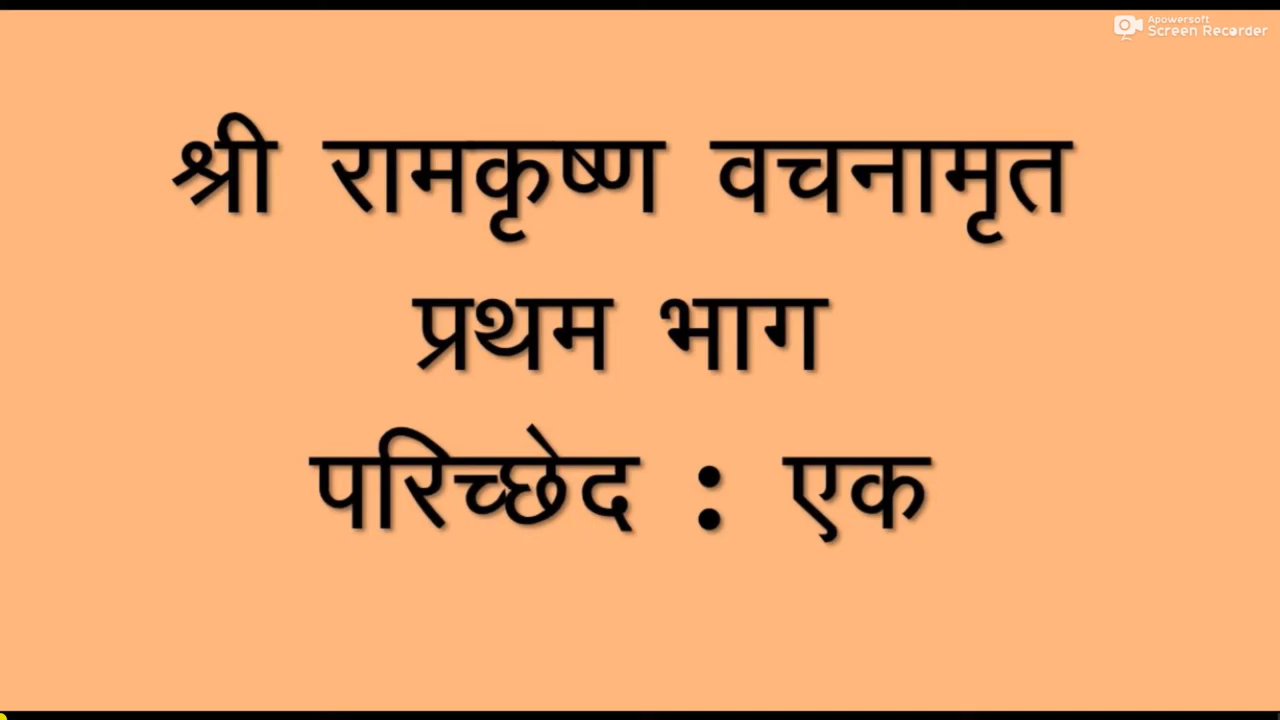 Apowersoft
Screen Recorder
श्री रामकृष्ण वचनामृत
प्रथम भाग
परिच्छेद : एक